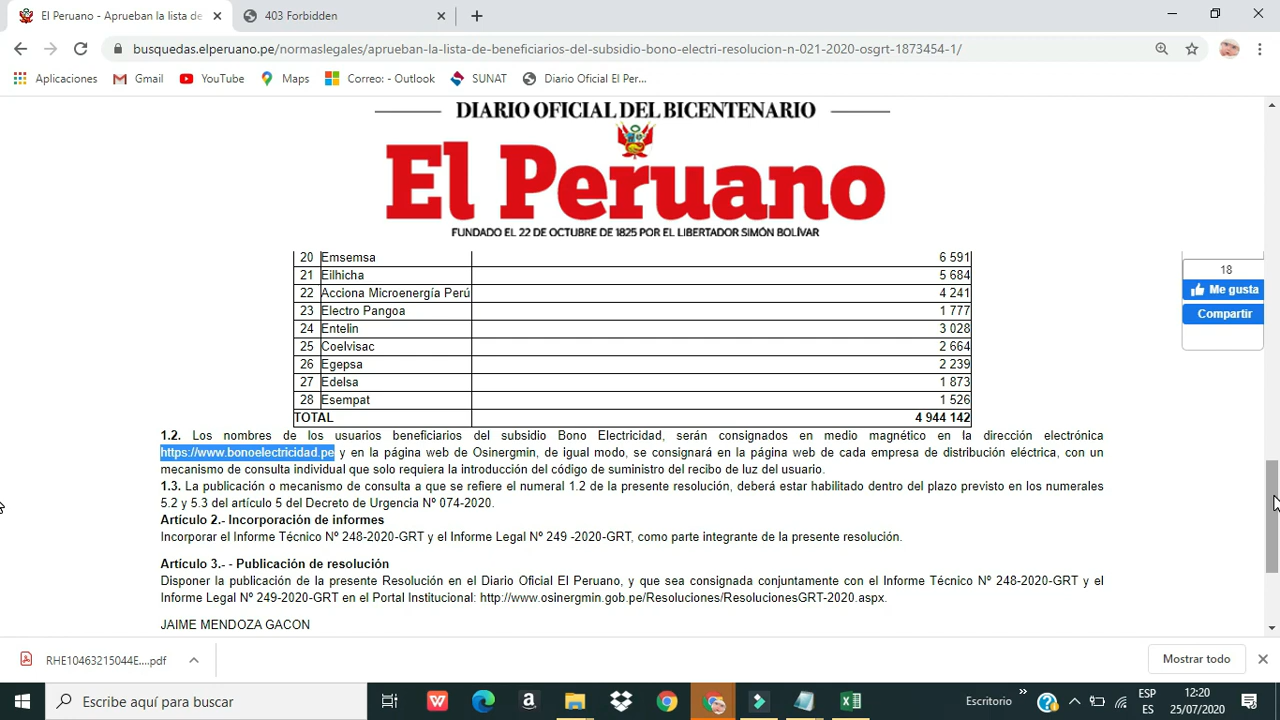 El Peruano - Aprueban la lista de
403 Forbidden
busquedas.elperuano.pe/normaslegales/aprueban-la-lista-de-beneficiarios-del-subsidio-bono-electri-resolucion-n-021-2020-osgrt-1873454-1/
Aplicaciones Gmail YouTube Maps Correo: - Outlook SUNAT Diario Oficial El Per...
DIARIO OFICIAL DEL BICENTENARIO
El Peruano
FUNDADO EL 22 DE OCTUBRE DE 1825 POR EL LIBERTADOR SIMÓN BOLÍVAR
20 Emsemsa 6 591
21 Eilhicha 5 684
22 Acciona Microenergía Perú 4 241
23 Electro Pangoa 1 777
24 Entelin 3 028
25 Coelvisac 2 664
26 Egepsa 2 239
27 Edelsa 1 873
28 Esempat 1 526
TOTAL 4 944 142
18
Me gusta
Compartir
1.2. Los nombres de los usuarios beneficiarios del subsidio Bono Electricidad, serán consignados en medio magnético en la dirección electrónica
https://www.bonoelectricidad.pe y en la página web de Osinergmin, de igual modo, se consignará en la página web de cada empresa de distribución eléctrica, con un
mecanismo de consulta individual que solo requiera la introducción del código de suministro del recibo de luz del usuario.
1.3. La publicación o mecanismo de consulta a que se refiere el numeral 1.2 de la presente resolución, deberá estar habilitado dentro del plazo previsto en los numerales
5.2 y 5.3 del artículo 5 del Decreto de Urgencia Nº 074-2020.
Artículo 2.- Incorporación de informes
Incorporar el Informe Técnico Nº 248-2020-GRT y el Informe Legal Nº 249 -2020-GRT, como parte integrante de la presente resolución.
Artículo 3.- - Publicación de resolución
Disponer la publicación de la presente Resolución en el Diario Oficial El Peruano, y que sea consignada conjuntamente con el Informe Técnico Nº 248-2020-GRT y el
Informe Legal Nº 249-2020-GRT en el Portal Institucional: http://www.osinergmin.gob.pe/Resoluciones/ResolucionesGRT-2020.aspx.
JAIME MENDOZA GACON
RHE10463215044E....pdf
Mostrar todo
Escribe aquí para buscar
Escritorio
ESP
ES
12:20
25/07/2020